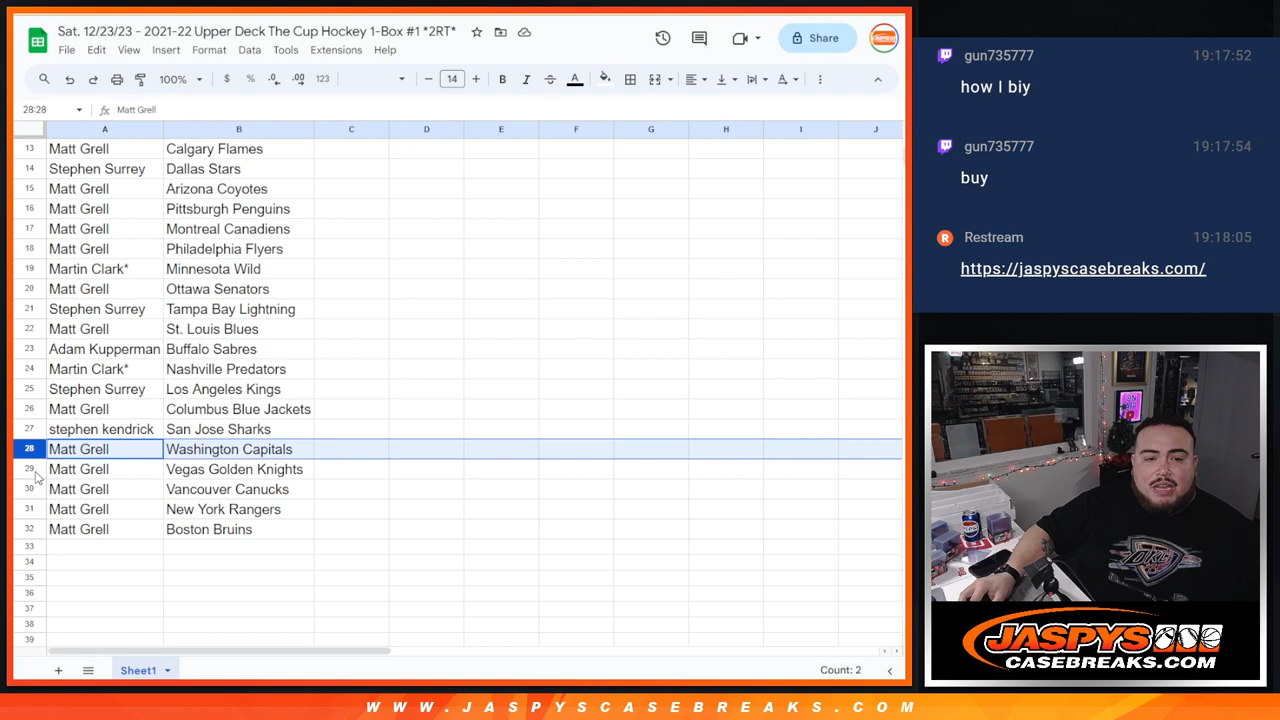 Sat. 12/23/23 - 2021-22 Upper Deck The Cup Hockey 1-Box #1 *2RT*
File Edit View Insert Format Data Tools Extensions Help
Share
100% $ % .0 .00 123 14 B I A
28:28 fx Matt Grell
A B C D E F G H I J
13 Matt Grell Calgary Flames
14 Stephen Surrey Dallas Stars
15 Matt Grell Arizona Coyotes
16 Matt Grell Pittsburgh Penguins
17 Matt Grell Montreal Canadiens
18 Matt Grell Philadelphia Flyers
19 Martin Clark* Minnesota Wild
20 Matt Grell Ottawa Senators
21 Stephen Surrey Tampa Bay Lightning
22 Matt Grell St. Louis Blues
23 Adam Kupperman Buffalo Sabres
24 Martin Clark* Nashville Predators
25 Stephen Surrey Los Angeles Kings
26 Matt Grell Columbus Blue Jackets
27 stephen kendrick San Jose Sharks
28 Matt Grell Washington Capitals
29 Matt Grell Vegas Golden Knights
30 Matt Grell Vancouver Canucks
31 Matt Grell New York Rangers
32 Matt Grell Boston Bruins
33
34
35
36
37
38
39
Sheet1
Count: 2
gun735777 19:17:52
how I biy
gun735777 19:17:54
buy
R Restream 19:18:05
https://jaspyscasebreaks.com/
JASPYS
CASEBREAKS.COM
WWW.JASPYSCASEBREAKS.COM